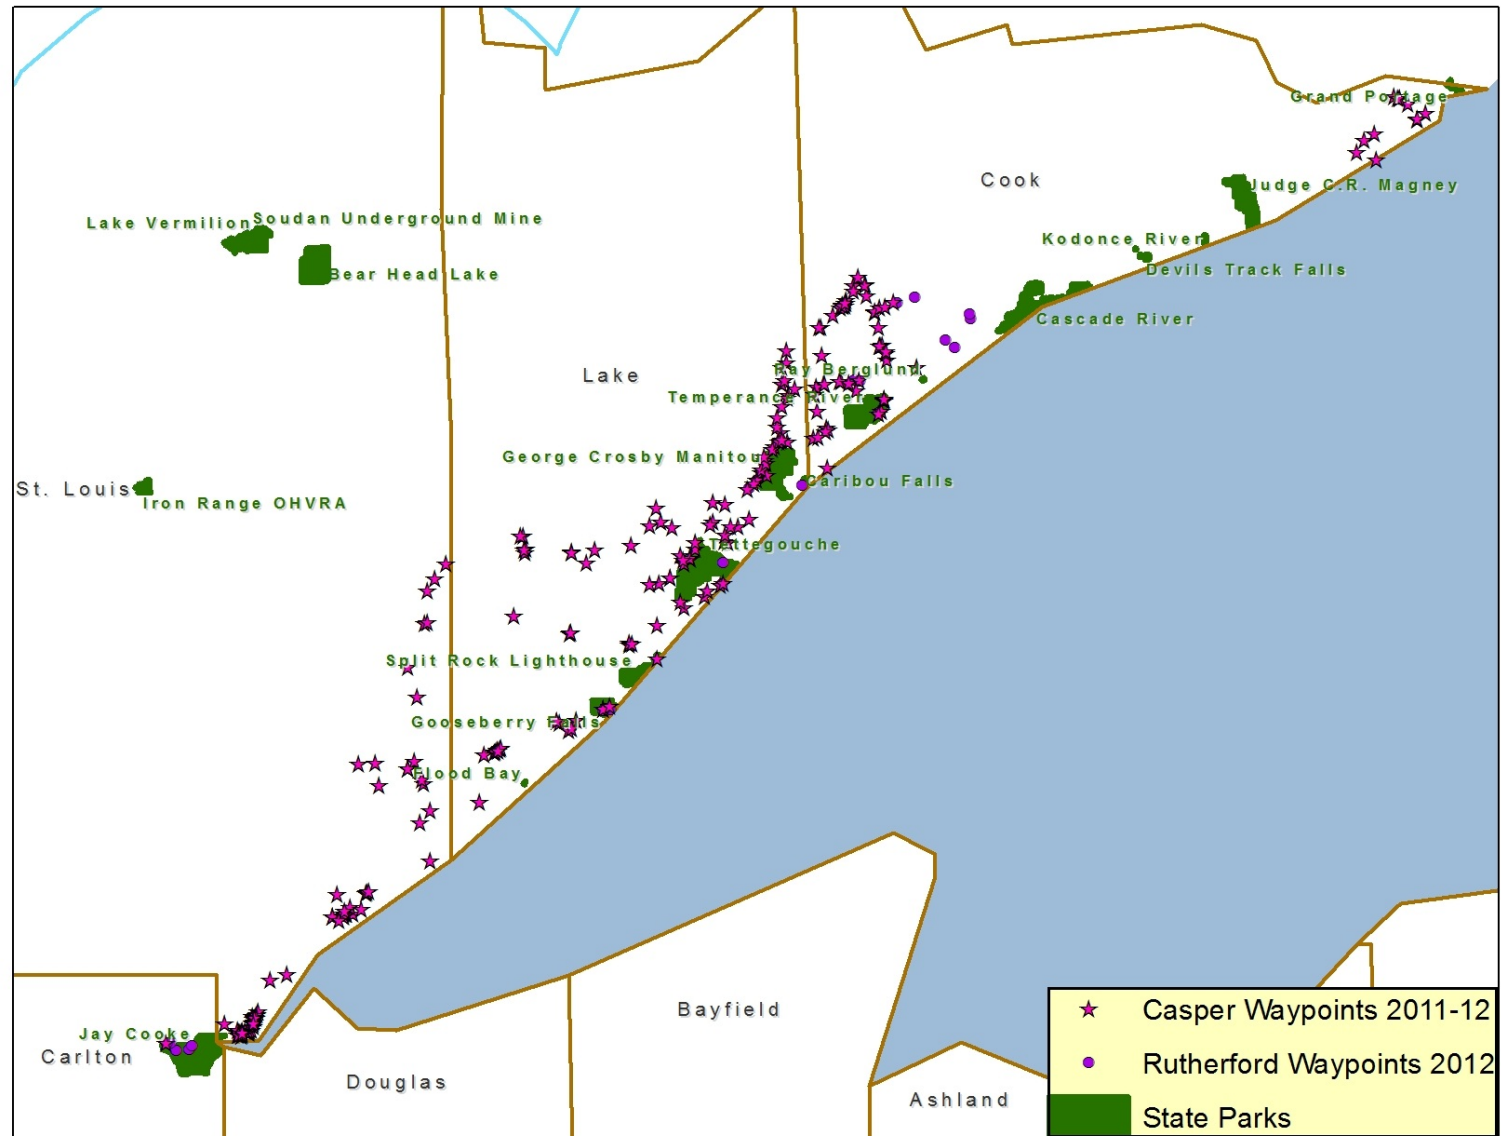 Grand Portage
Cook
Judge C.R. Magney
Lake Vermilion
Soudan Underground Mine
Kodonce River
Bear Head Lake
Devils Track Falls
Cascade River
Lake
Ray Berglund
Temperance River
George Crosby Manitou
Caribou Falls
St. Louis
Iron Range OHVRA
Tettegouche
Split Rock Lighthouse
Gooseberry Falls
Flood Bay
Bayfield
Casper Waypoints 2011-12
Jay Cooke
Carlton
Rutherford Waypoints 2012
Douglas
Ashland
State Parks